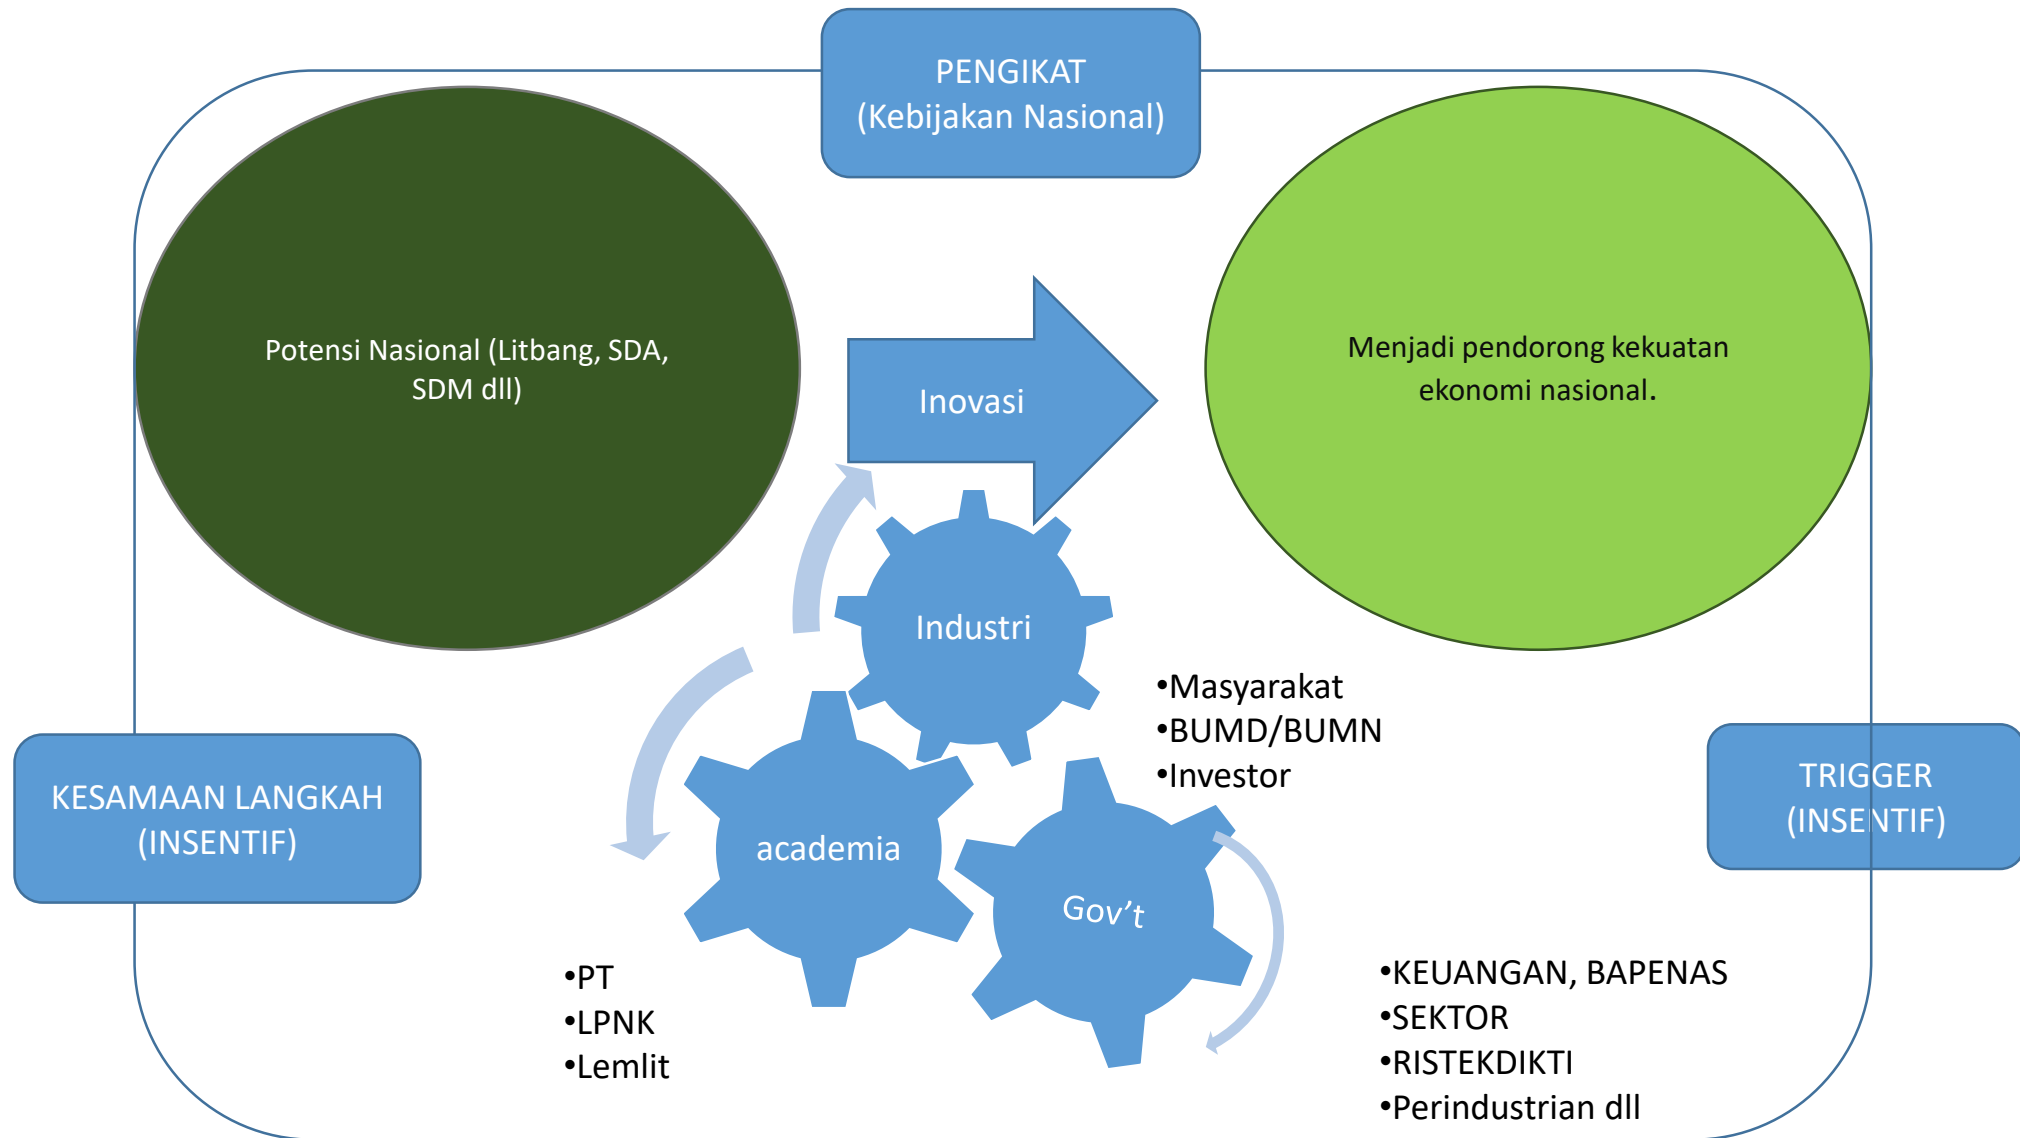 PENGIKAT
(Kebijakan Nasional)
Potensi Nasional (Litbang, SDA,
SDM dll)
Inovasi
Menjadi pendorong kekuatan
ekonomi nasional.
Industri
•Masyarakat
•BUMD/BUMN
•Investor
KESAMAAN LANGKAH
(INSENTIF)
TRIGGER
(INSENTIF)
academia
Gov't
•PT
•LPNK
•Lemlit
•KEUANGAN, BAPENAS
•SEKTOR
•RISTEKDIKTI
•Perindustrian dll